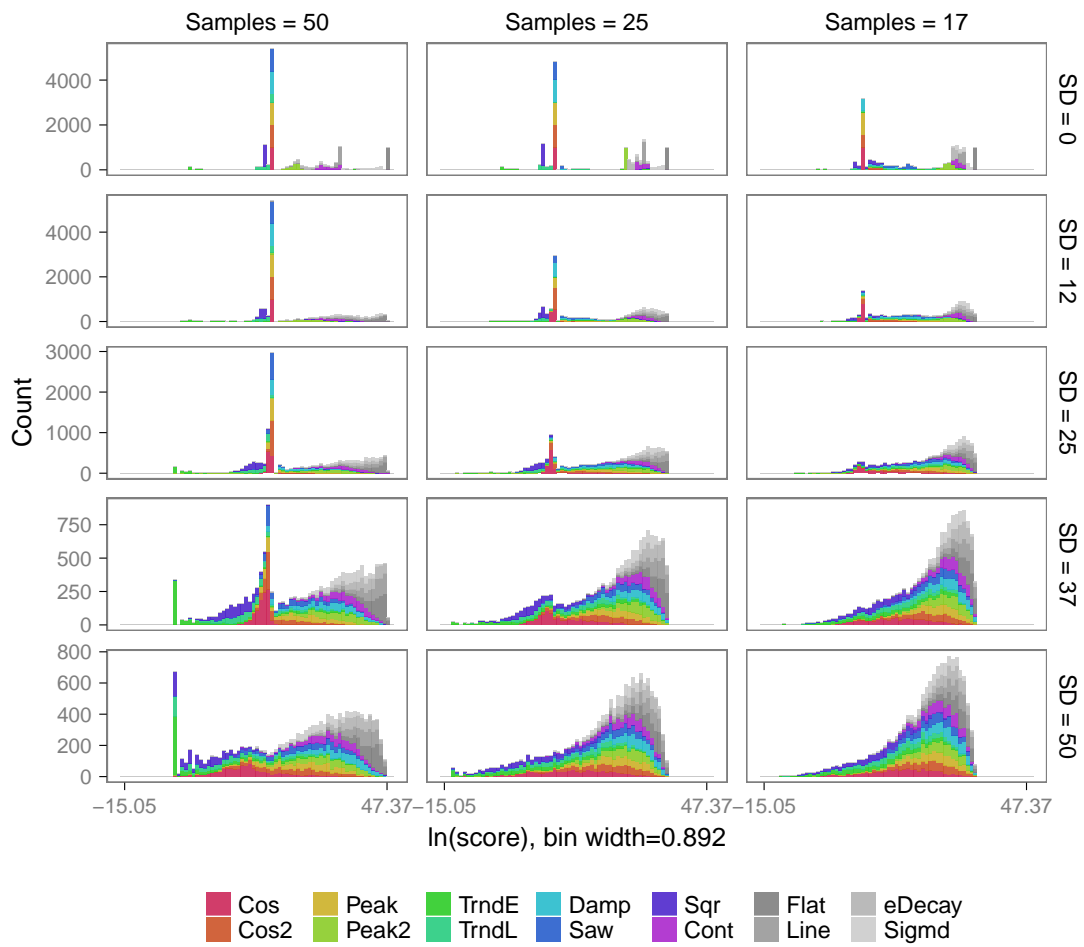 Samples = 50 Samples = 25 Samples = 17
4000
2000
0
SD = 0
4000
2000
0
SD = 12
3000
2000
1000
0
SD = 25
750
500
250
0
SD = 37
800
600
400
200
0
SD = 50
Count
−15.05 47.37 −15.05 47.37 −15.05 47.37
ln(score), bin width=0.892
Cos Peak TrndE Damp Sqr Flat eDecay
Cos2 Peak2 TrndL Saw Cont Line Sigmd